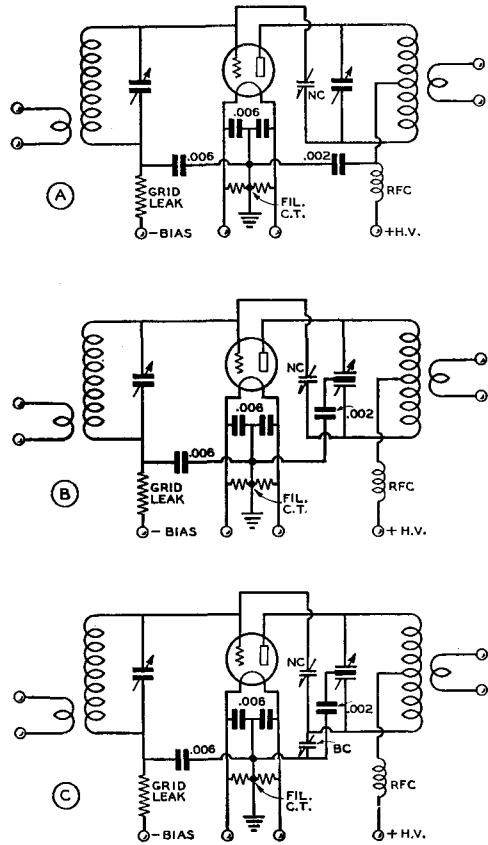 NC
.006
.006
.002
A
GRID
LEAK
FIL.
C.T.
RFC
-BIAS
+H.V.
NC
.006
.002
.006
B
GRID
LEAK
FIL.
C.T.
RFC
-BIAS
+H.V.
NC
.006
.002
.006
BC
C
GRID
LEAK
FIL.
C.T.
RFC
-BIAS
+H.V.